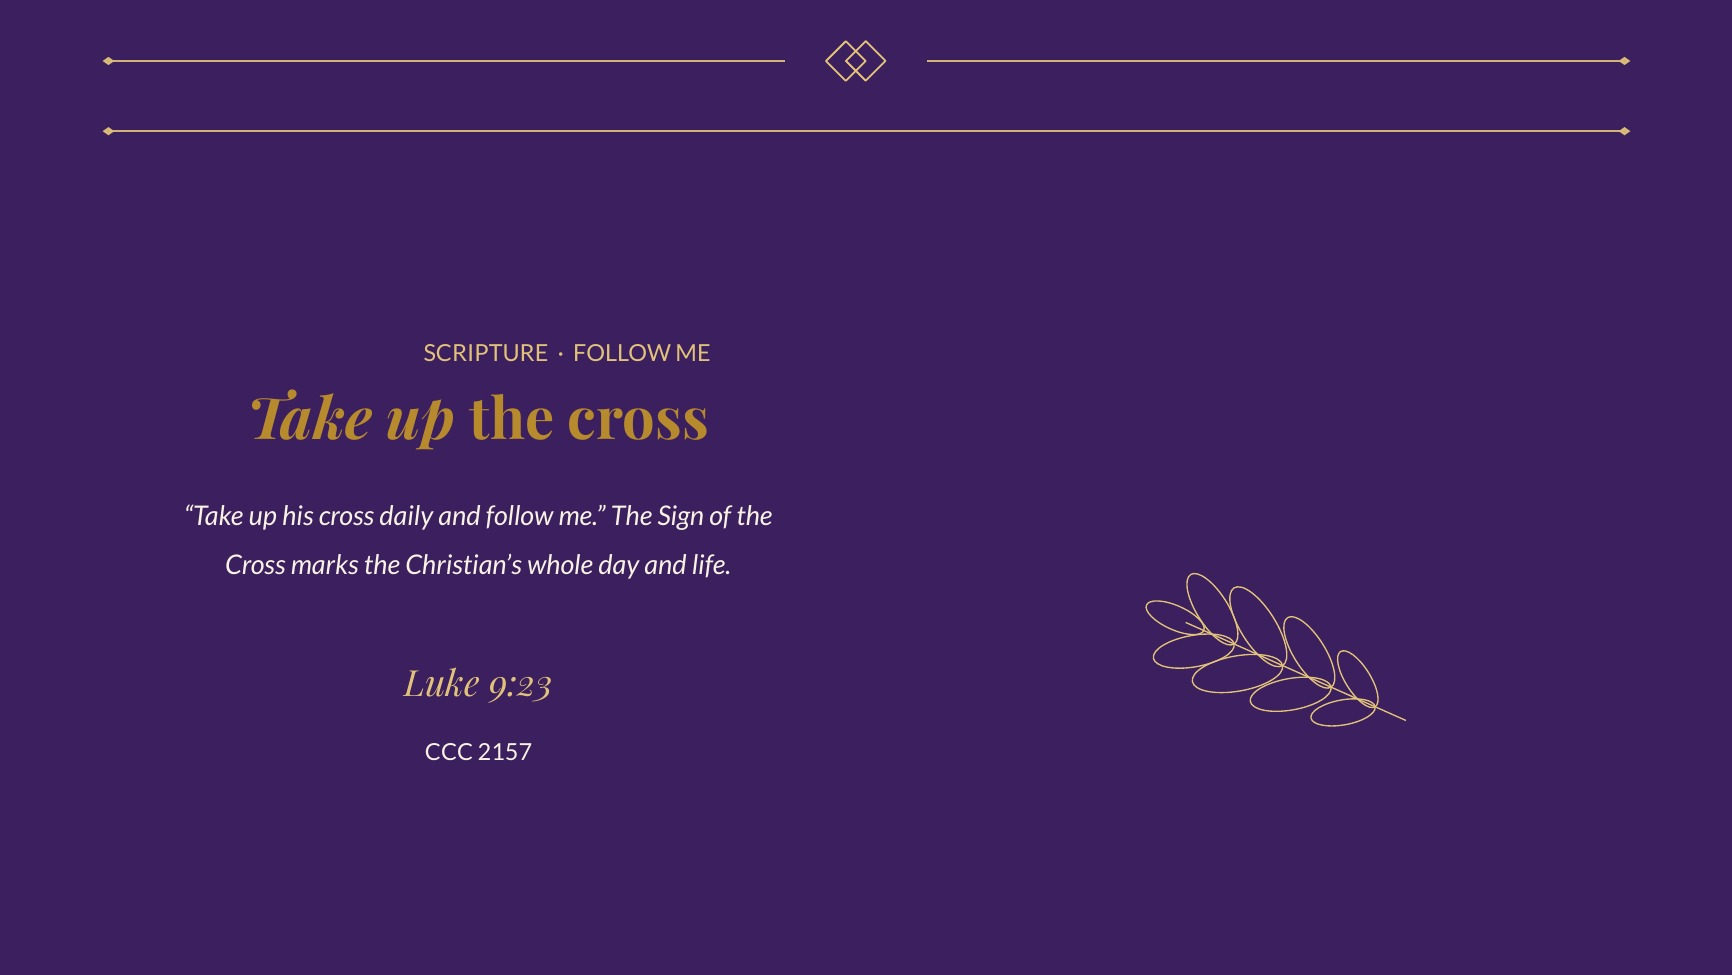 SCRIPTURE · FOLLOW ME
Take up the cross
“Take up his cross daily and follow me.” The Sign of the
Cross marks the Christian’s whole day and life.
Luke 9:23
CCC 2157